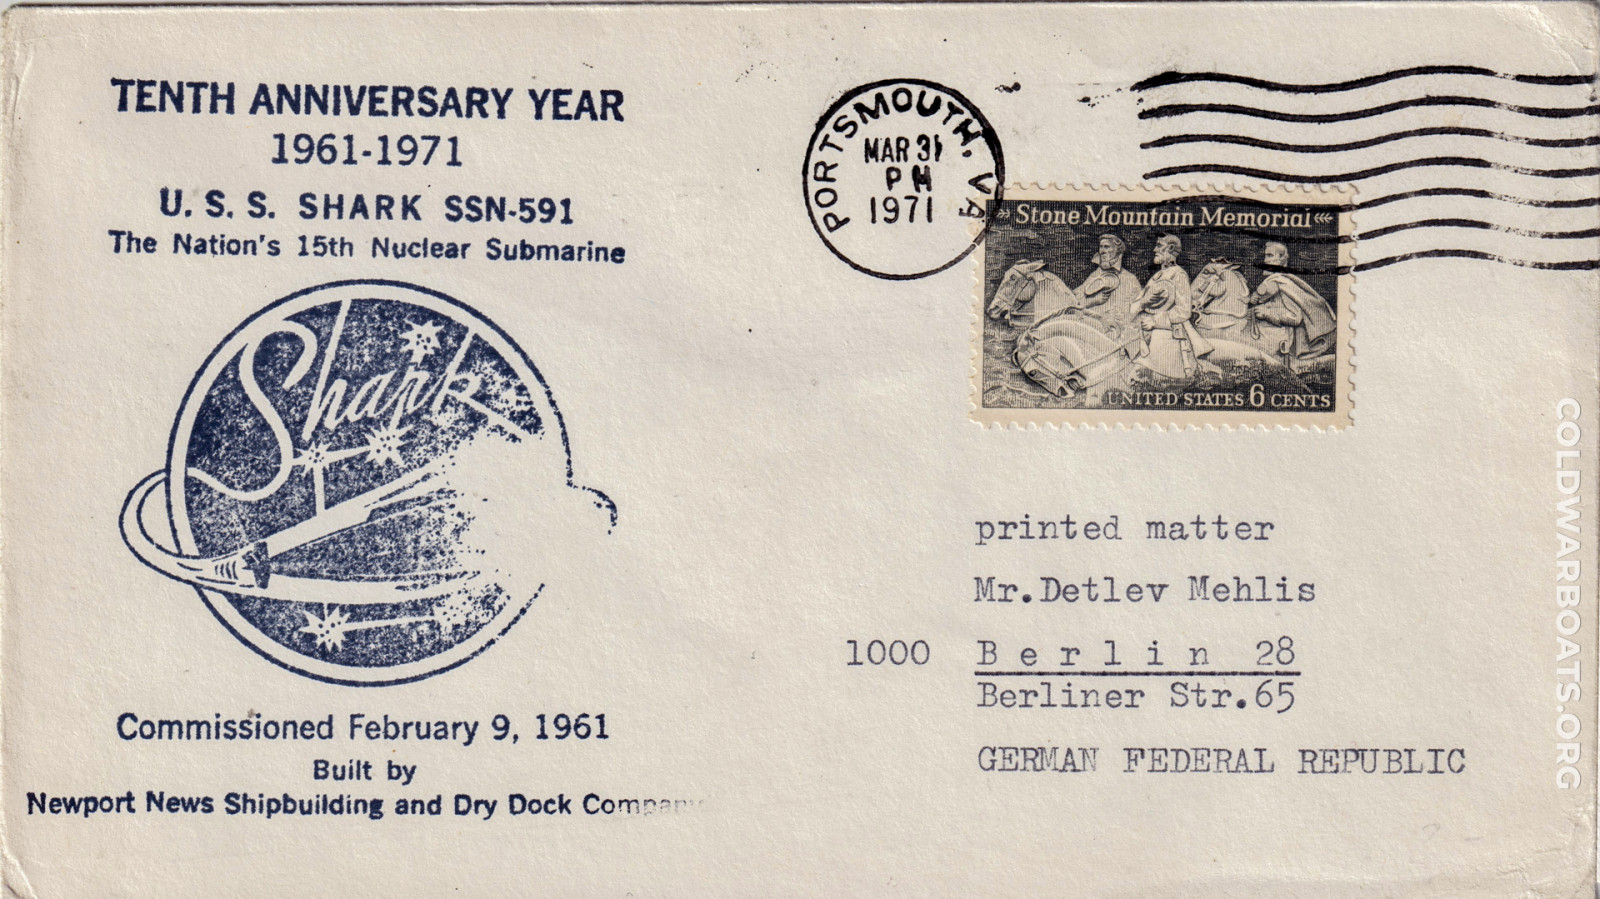 TENTH ANNIVERSARY YEAR
1961-1971
U. S. S. SHARK SSN-591
The Nation's 15th Nuclear Submarine
Shark
Commissioned February 9, 1961
Built by
Newport News Shipbuilding and Dry Dock Company
PORTSMOUTH, VA
MAR 31
PM
1971
Stone Mountain Memorial
UNITED STATES 6 CENTS
printed matter
Mr.Detlev Mehlis
1000 Berlin 28
Berliner Str.65
GERMAN FEDERAL REPUBLIC
COLDWARBOATS.ORG